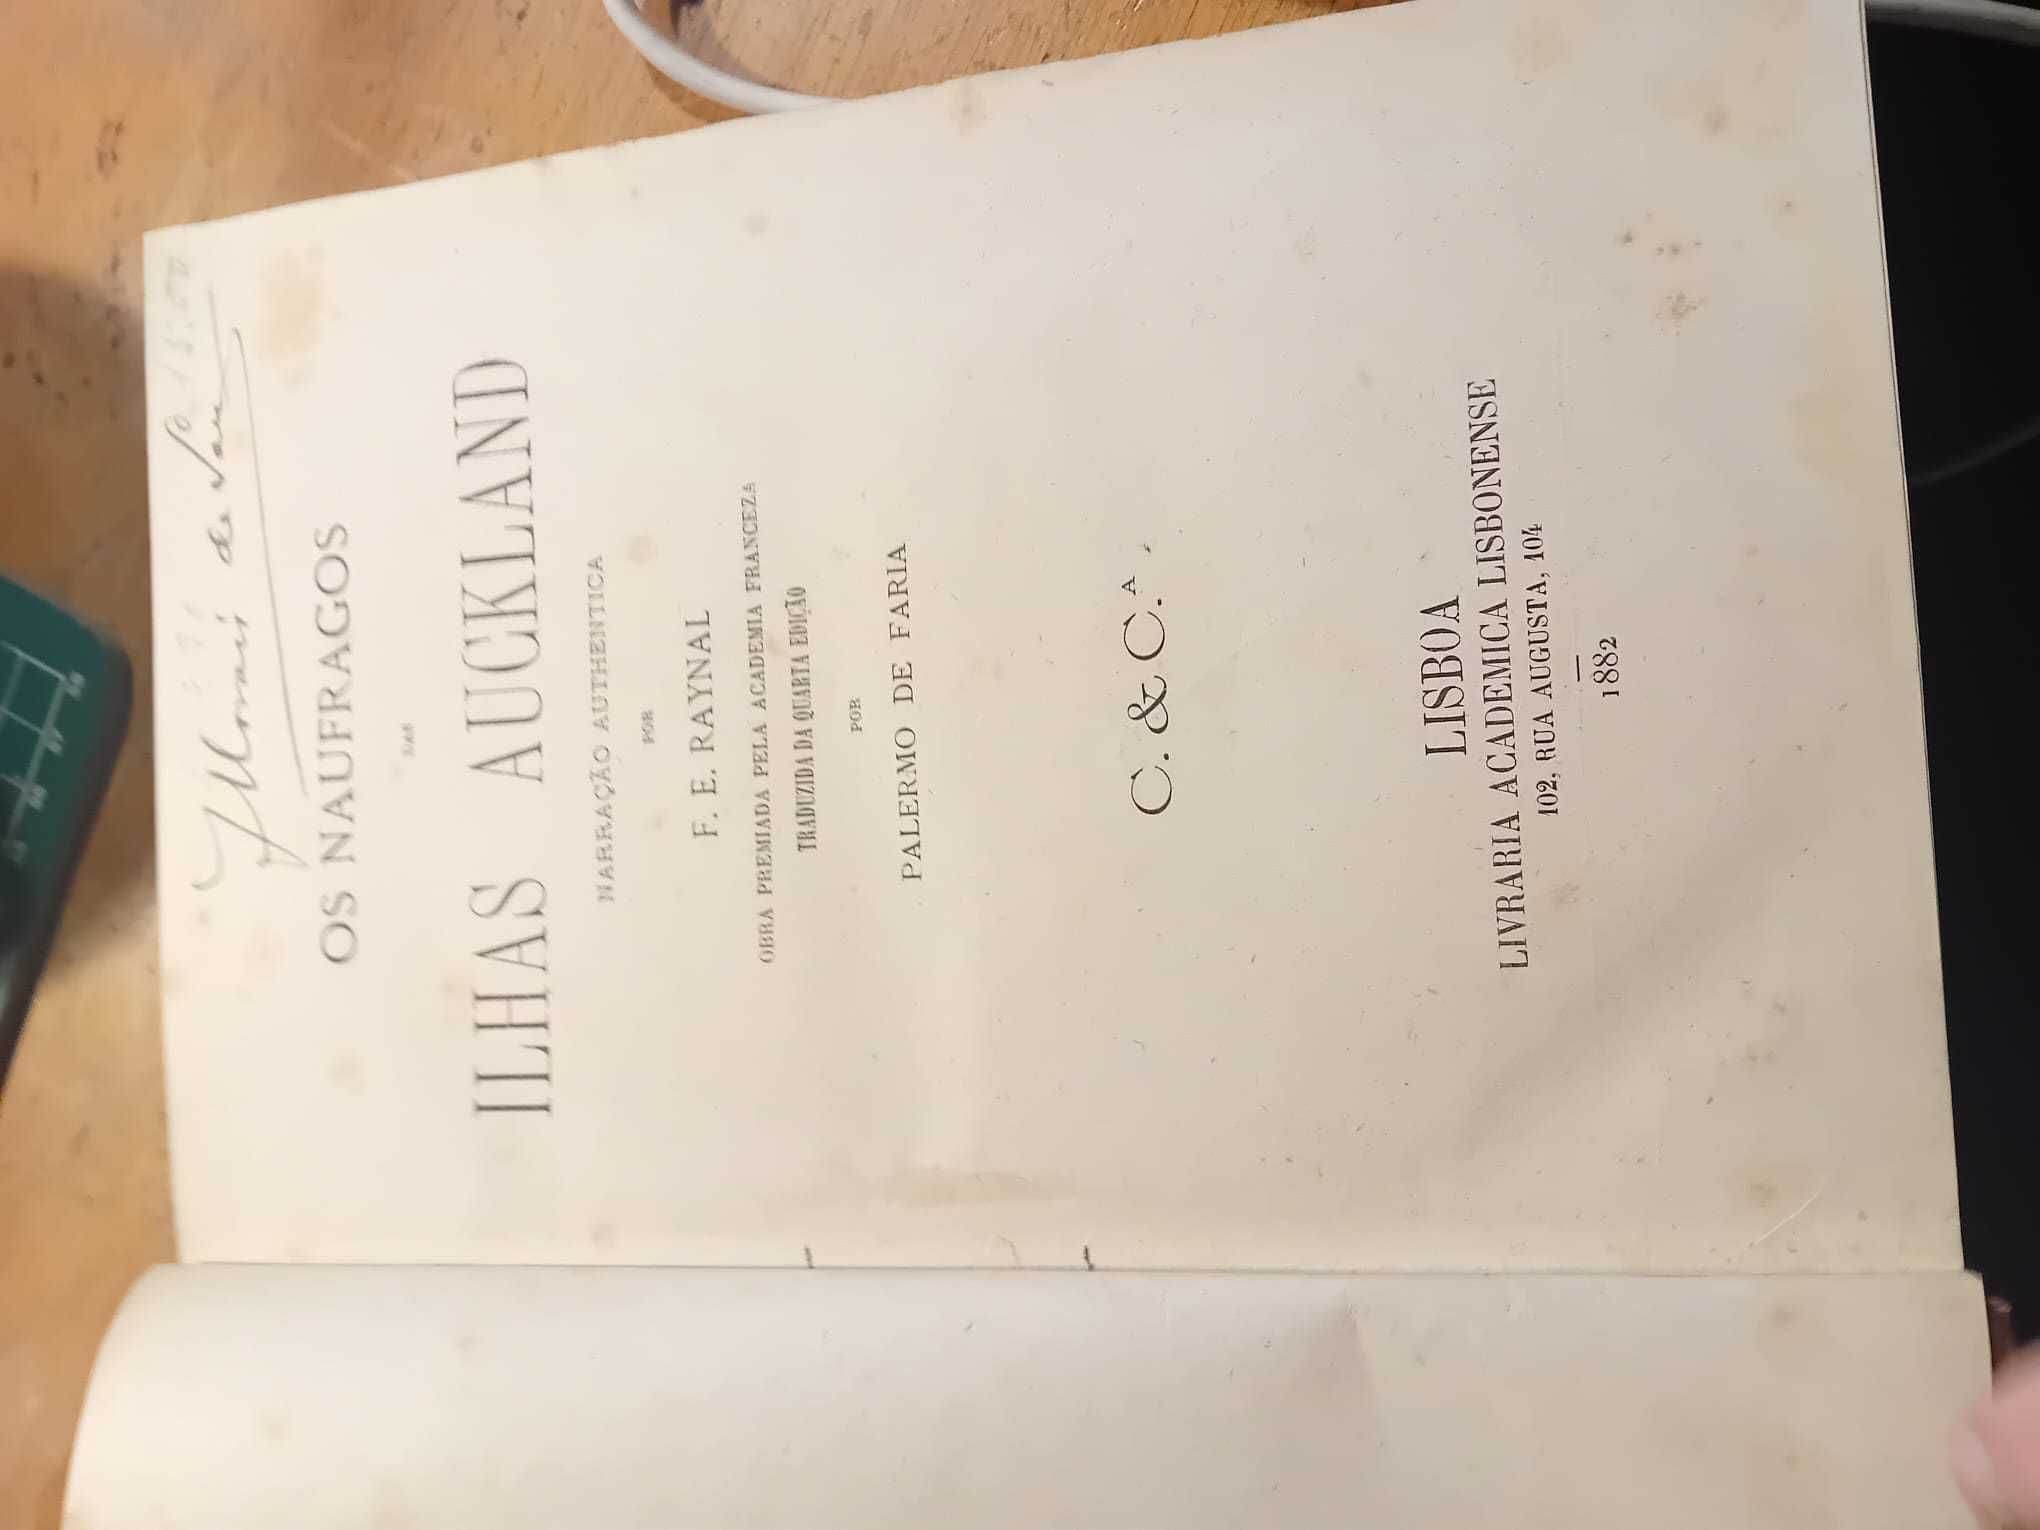 de
OS NAUFRAGOS
DAS
ILHAS AUCKLAND
NARRAÇÃO AUTHENTICA
POR
F. E. RAYNAL
OBRA PREMIADA PELA ACADEMIA FRANCEZA
TRADUZIDA DA QUARTA EDIÇÃO
POR
PALERMO DE FARIA
C. & C.ᴬ
LISBOA
LIVRARIA ACADEMICA LISBONENSE
102, RUA AUGUSTA, 104
1882